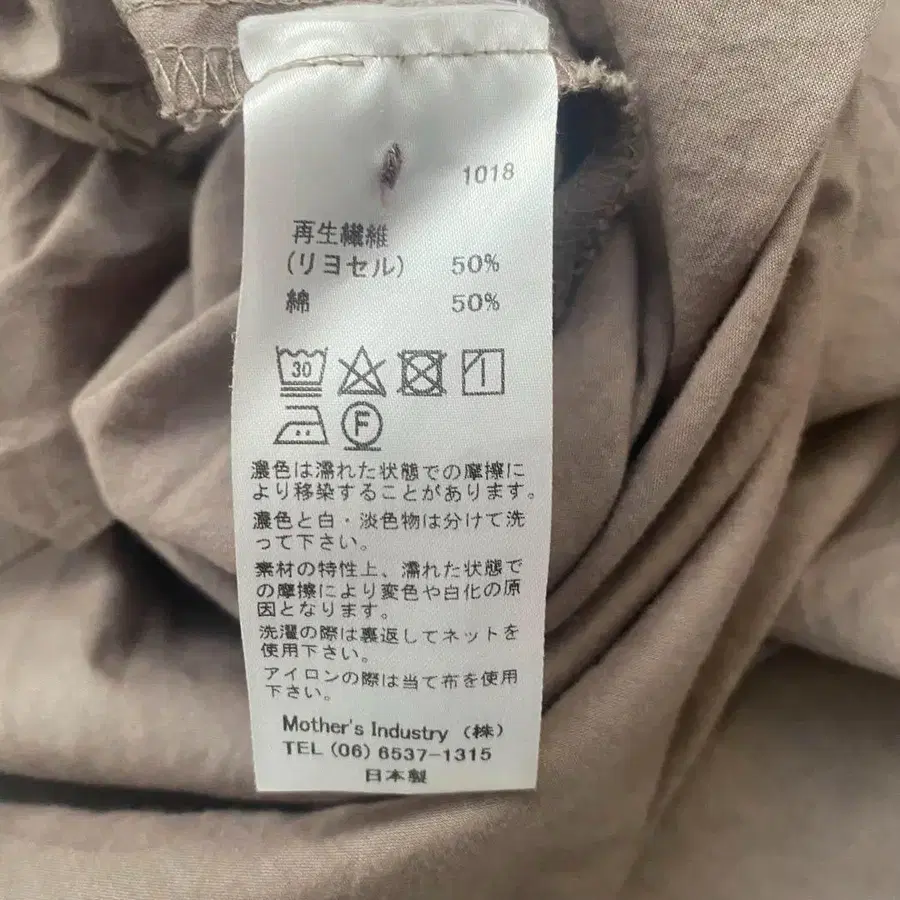 1018
再生繊維
(リヨセル) 50%
綿 50%
30
F
濃色は濡れた状態での摩擦に
より移染することがあります。
濃色と白・淡色物は分けて洗
って下さい。
素材の特性上、濡れた状態で
の摩擦により変色や白化の原
因となります。
洗濯の際は裏返してネットを
使用下さい。
アイロンの際は当て布を使用
下さい。
Mother's Industry (株)
TEL (06) 6537-1315
日本製